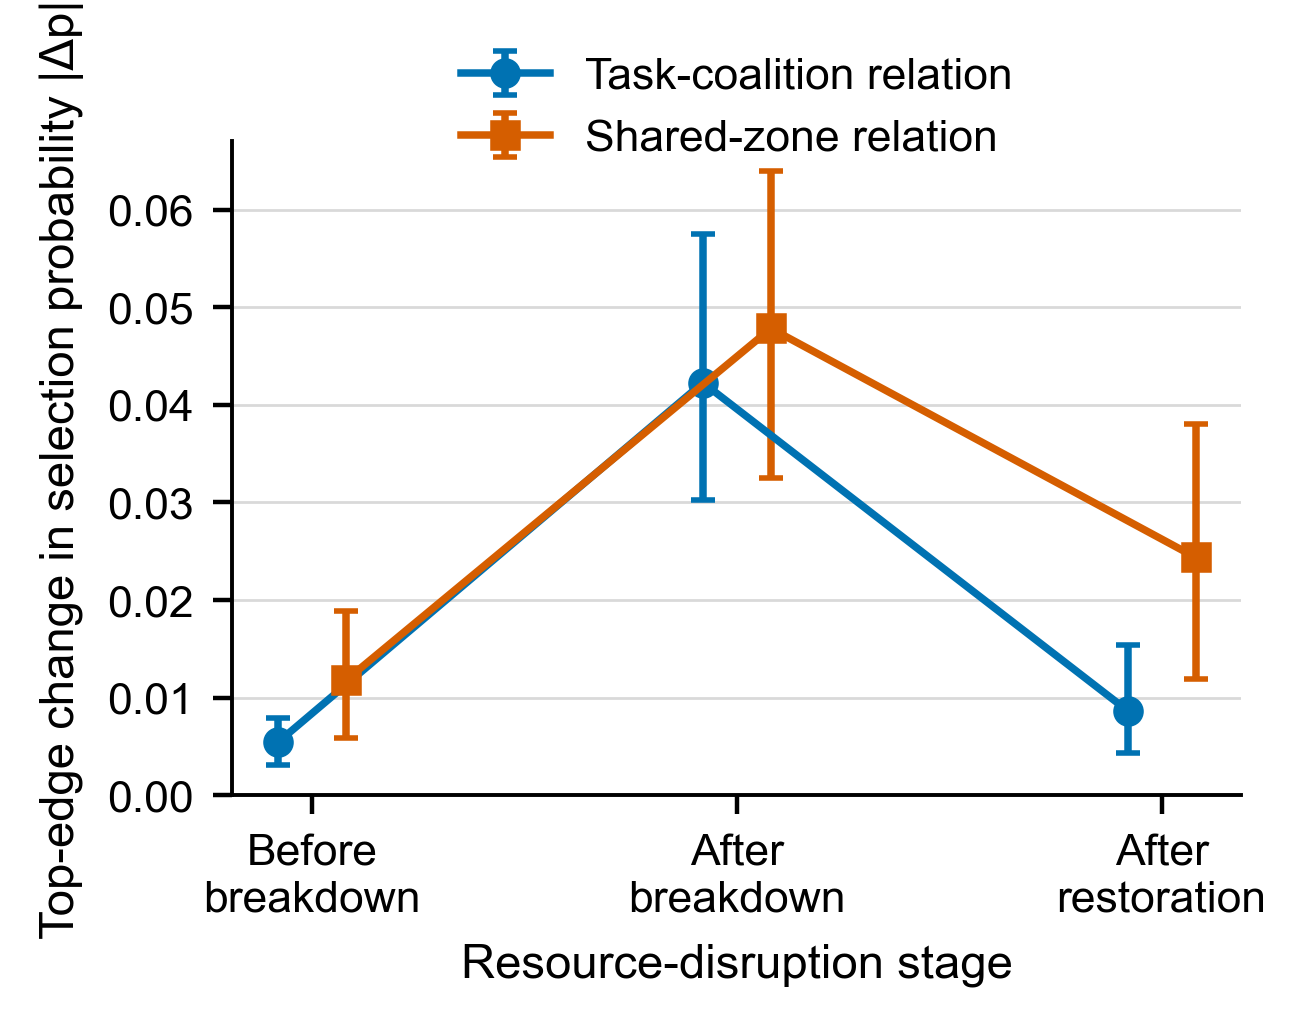 Task-coalition relation
Shared-zone relation
Top-edge change in selection probability |Δp|
0.06
0.05
0.04
0.03
0.02
0.01
0.00
Before
breakdown
After
breakdown
After
restoration
Resource-disruption stage